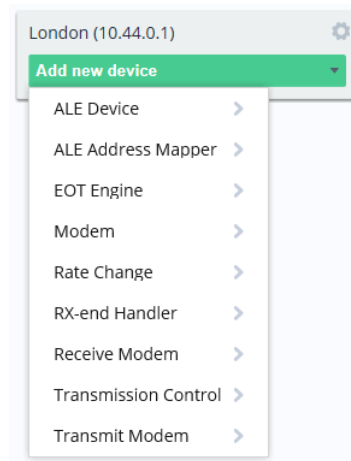 London (10.44.0.1)
Add new device
ALE Device
ALE Address Mapper
EOT Engine
Modem
Rate Change
RX-end Handler
Receive Modem
Transmission Control
Transmit Modem